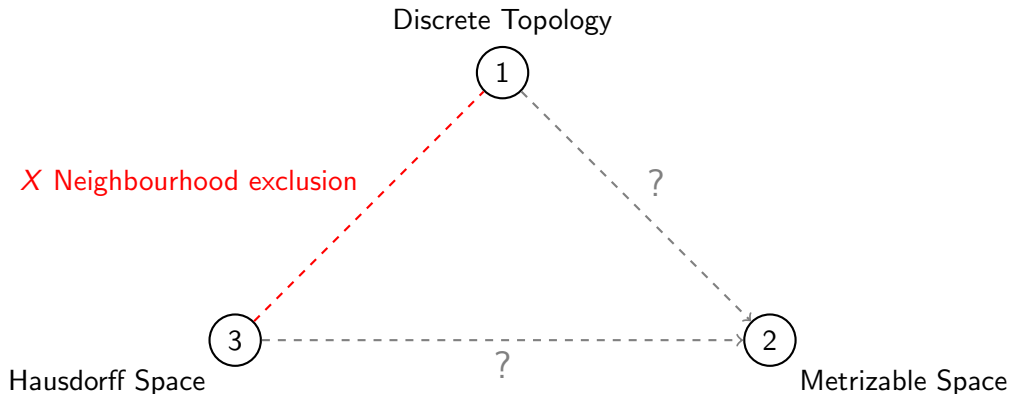 Discrete Topology
1
X Neighbourhood exclusion
?
3
?
2
Hausdorff Space
Metrizable Space